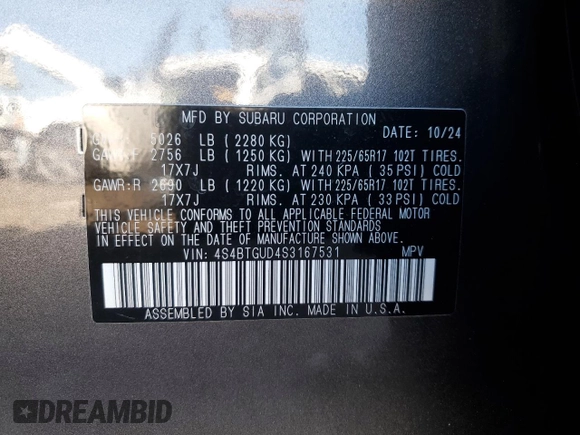 MFD BY SUBARU CORPORATION
5026 LB ( 2280 KG) DATE: 10/24
2756 LB ( 1250 KG) WITH 225/65R17 102T TIRES.
17X7J RIMS. AT 240 KPA ( 35 PSI) COLD
GAWR:R 2690 LB ( 1220 KG) WITH 225/65R17 102T TIRES.
17X7J RIMS. AT 230 KPA ( 33 PSI) COLD
THIS VEHICLE CONFORMS TO ALL APPLICABLE FEDERAL MOTOR
VEHICLE SAFETY AND THEFT PREVENTION STANDARDS
IN EFFECT ON THE DATE OF MANUFACTURE SHOWN ABOVE.
VIN: 4S4BTGUD4S3167531 MPV
ASSEMBLED BY SIA INC. MADE IN U.S.A.
DREAMBID